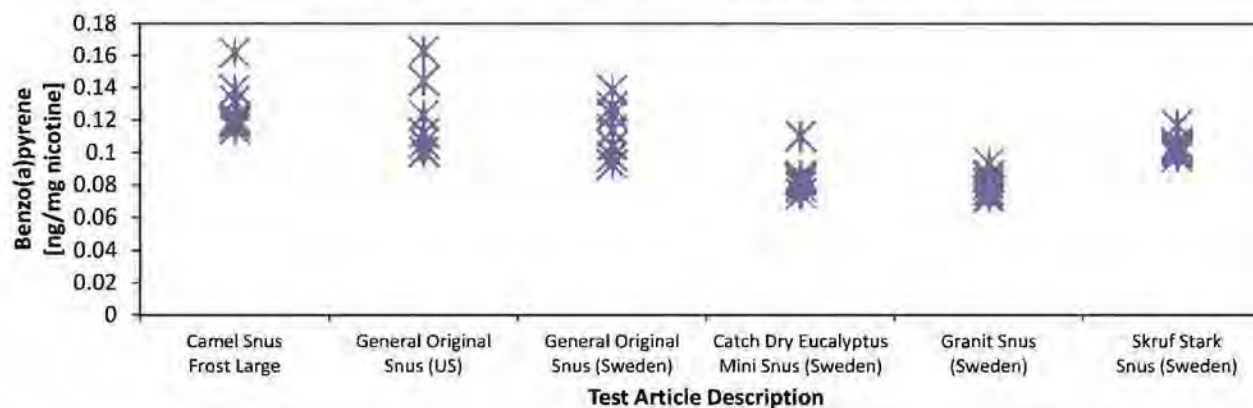 Benzo(a)pyrene
[ng/mg nicotine]
0.18
0.16
0.14
0.12
0.1
0.08
0.06
0.04
0.02
0
Camel Snus
Frost Large
General Original
Snus (US)
General Original
Snus (Sweden)
Catch Dry Eucalyptus
Mini Snus (Sweden)
Granit Snus
(Sweden)
Skruf Stark
Snus (Sweden)
Test Article Description